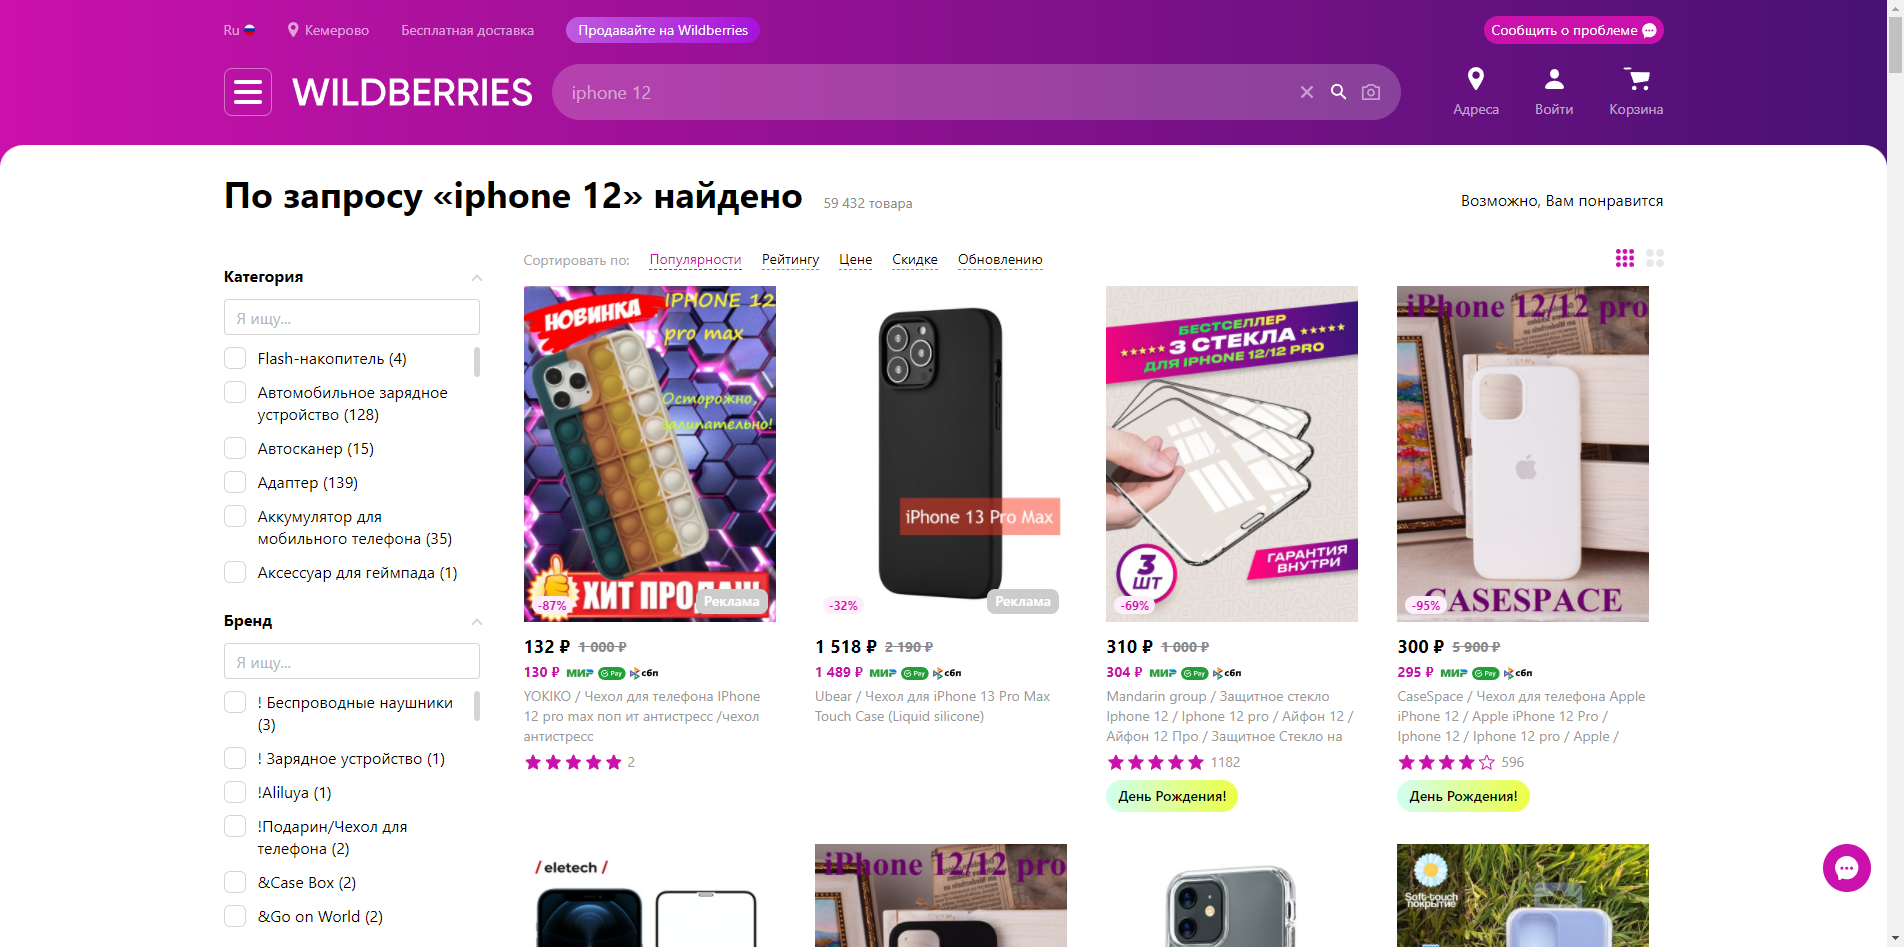 Ru
Кемерово
Бесплатная доставка
Продавайте на Wildberries
Сообщить о проблеме
WILDBERRIES
iphone 12
Адреса
Войти
Корзина
По запросу «iphone 12» найдено
59 432 товара
Возможно, Вам понравится
Категория
Я ищу...
Flash-накопитель (4)
Автомобильное зарядное
устройство (128)
Автосканер (15)
Адаптер (139)
Аккумулятор для
мобильного телефона (35)
Аксессуар для геймпада (1)
Бренд
Я ищу...
! Беспроводные наушники
(3)
! Зарядное устройство (1)
!Aliluya (1)
!Подарин/Чехол для
телефона (2)
&Case Box (2)
&Go on World (2)
Сортировать по:
Популярности
Рейтингу
Цене
Скидке
Обновлению
НОВИНКА
IPHONE 12
pro max
Осторожно,
залипательно!
ХИТ ПРОДАЖ
-87%
Реклама
132 ₽ 1 000 ₽
130 ₽ МИР Pay сбп
YOKIKO / Чехол для телефона IPhone
12 pro max поп ит антистресс /чехол
антистресс
2
iPhone 13 Pro Max
-32%
Реклама
1 518 ₽ 2 190 ₽
1 489 ₽ МИР Pay сбп
Ubear / Чехол для iPhone 13 Pro Max
Touch Case (Liquid silicone)
БЕСТСЕЛЛЕР
3 СТЕКЛА
ДЛЯ IPHONE 12/12 PRO
3
ШТ
ГАРАНТИЯ
ВНУТРИ
-69%
310 ₽ 1 000 ₽
304 ₽ МИР Pay сбп
Mandarin group / Защитное стекло
Iphone 12 / Iphone 12 pro / Айфон 12 /
Айфон 12 Про / Защитное Стекло на
1182
День Рождения!
iPhone 12/12 pro
CASESPACE
-95%
300 ₽ 5 900 ₽
295 ₽ МИР Pay сбп
CaseSpace / Чехол для телефона Apple
iPhone 12 / Apple iPhone 12 Pro /
Iphone 12 / Iphone 12 pro / Apple /
596
День Рождения!
/ eletech /
iPhone 12/12 pro
Soft-touch
покрытие